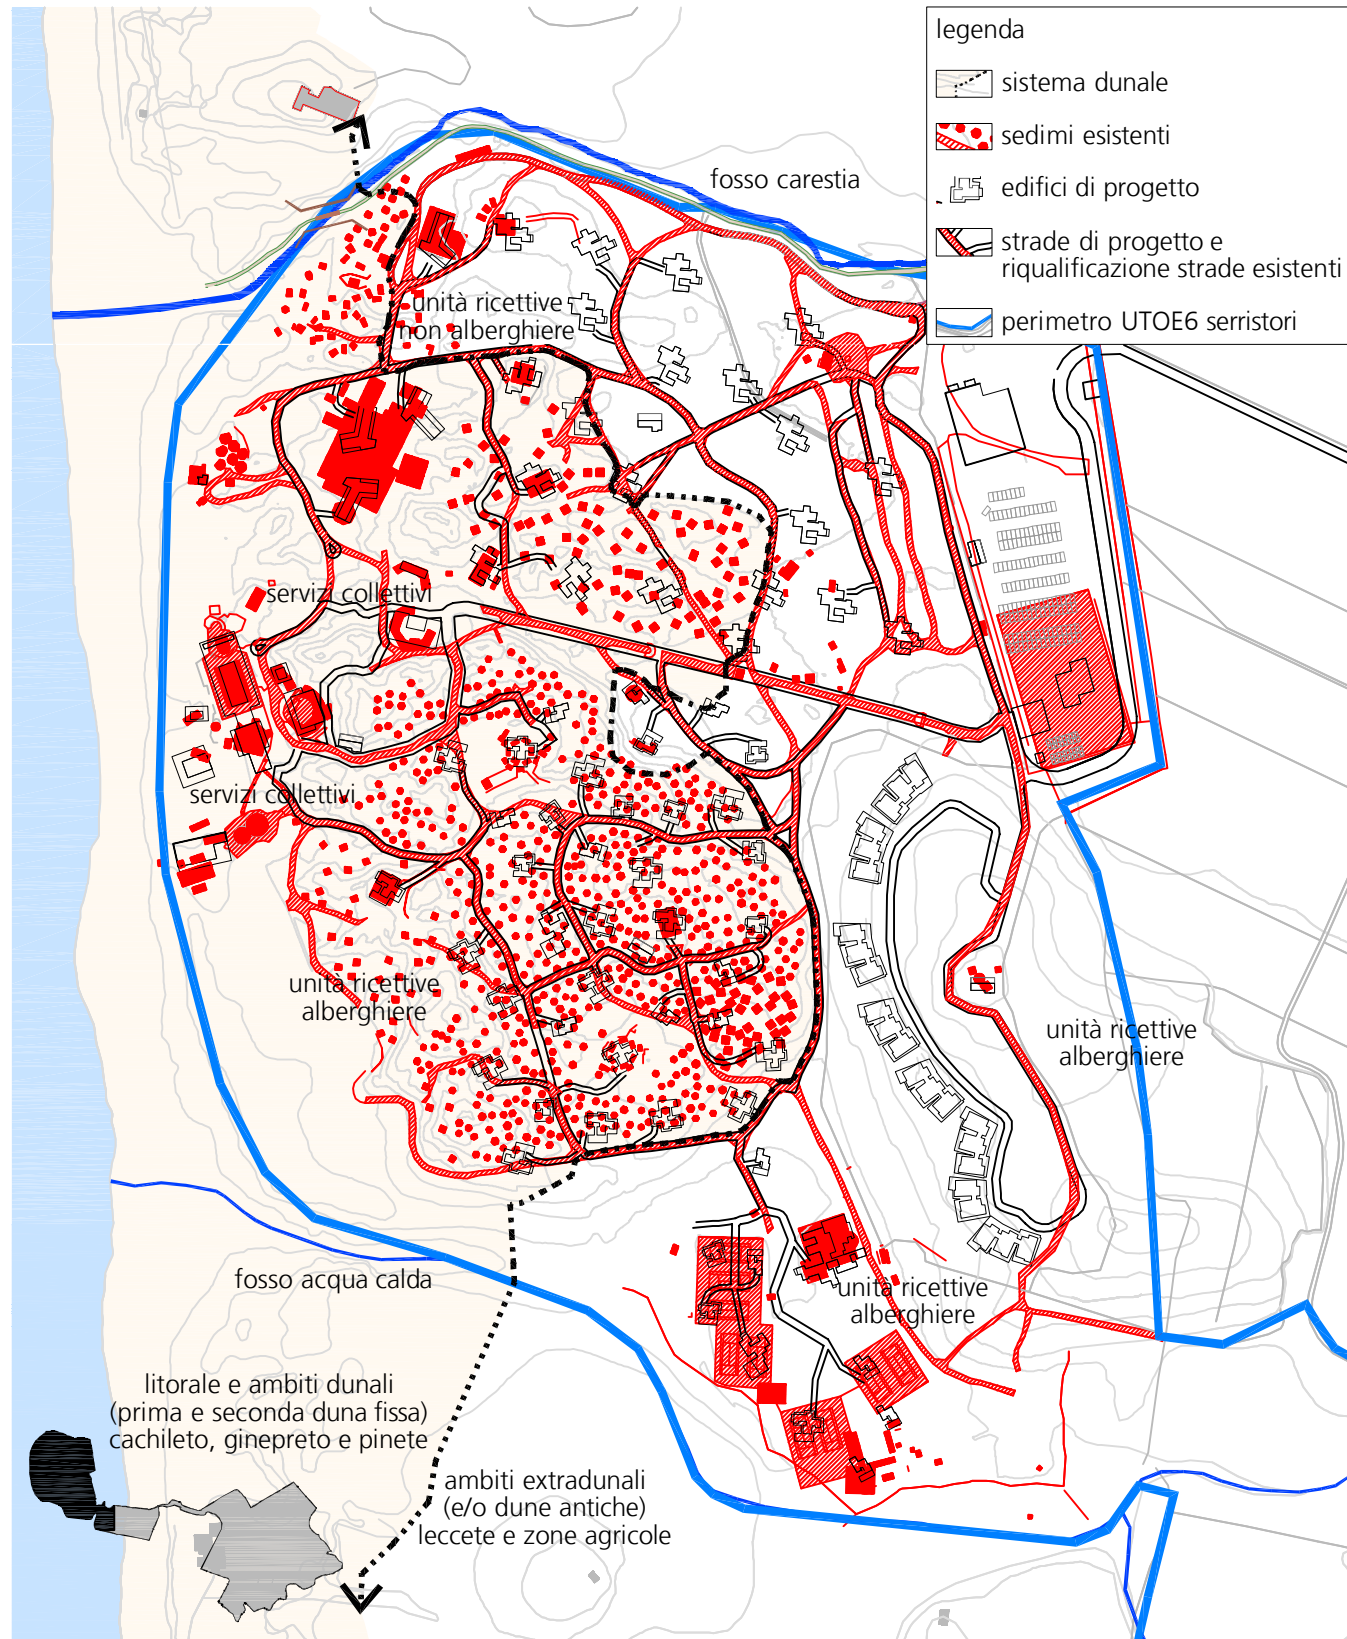 legenda
sistema dunale
sedimi esistenti
edifici di progetto
strade di progetto e
riqualificazione strade esistenti
perimetro UTOE6 serristori
fosso carestia
unità ricettive
non alberghiere
servizi collettivi
servizi collettivi
unità ricettive
alberghiere
unità ricettive
alberghiere
unità ricettive
alberghiere
fosso acqua calda
litorale e ambiti dunali
(prima e seconda duna fissa)
cachileto, ginepreto e pinete
ambiti extradunali
(e/o dune antiche)
leccete e zone agricole